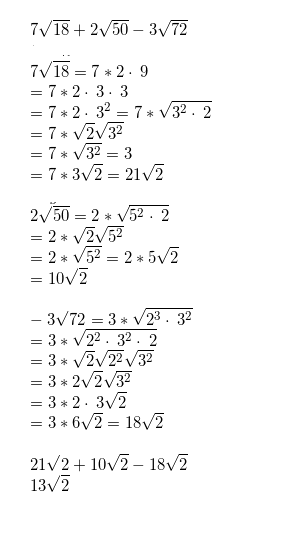 7√18 + 2√50 − 3√72
7√18 = 7 * 2 · 9
= 7 * 2 · 3 · 3
= 7 * 2 · 3² = 7 * √3² · 2
= 7 * √2√3²
= 7 * √3² = 3
= 7 * 3√2 = 21√2
2√50 = 2 * √5² · 2
= 2 * √2√5²
= 2 * √5² = 2 * 5√2
= 10√2
− 3√72 = 3 * √2³ · 3²
= 3 * √2² · 3² · 2
= 3 * √2√2²√3²
= 3 * 2√2√3²
= 3 * 2 · 3√2
= 3 * 6√2 = 18√2
21√2 + 10√2 − 18√2
13√2